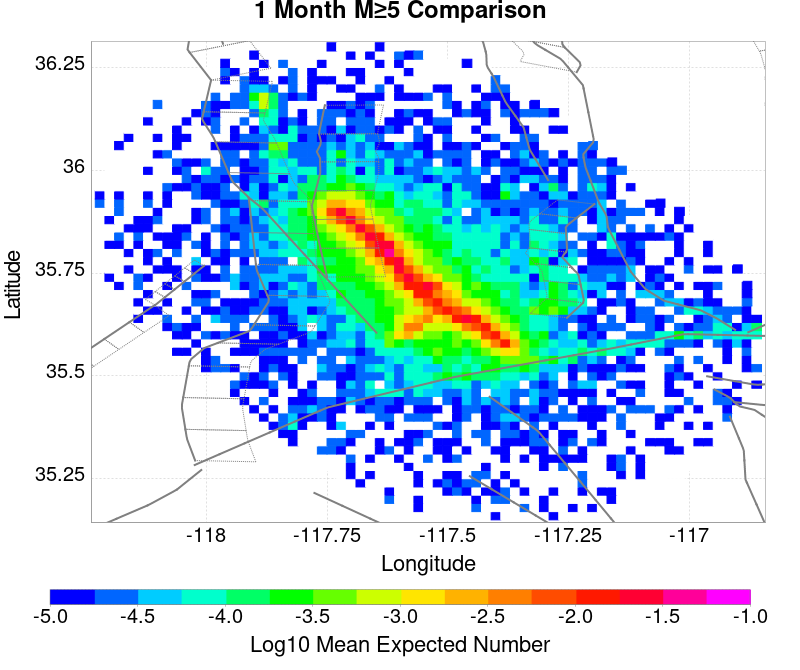 1 Month M≥5 Comparison
36.25
36
35.75
35.5
35.25
Latitude
-118 -117.75 -117.5 -117.25 -117
Longitude
-5.0 -4.5 -4.0 -3.5 -3.0 -2.5 -2.0 -1.5 -1.0
Log10 Mean Expected Number